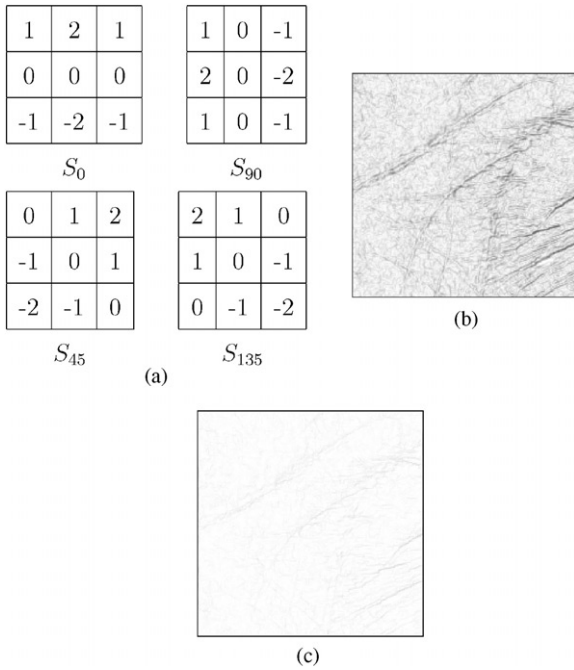 1 2 1
0 0 0
-1 -2 -1
S0
1 0 -1
2 0 -2
1 0 -1
S90
0 1 2
-1 0 1
-2 -1 0
S45
2 1 0
1 0 -1
0 -1 -2
S135
(a)
(b)
(c)